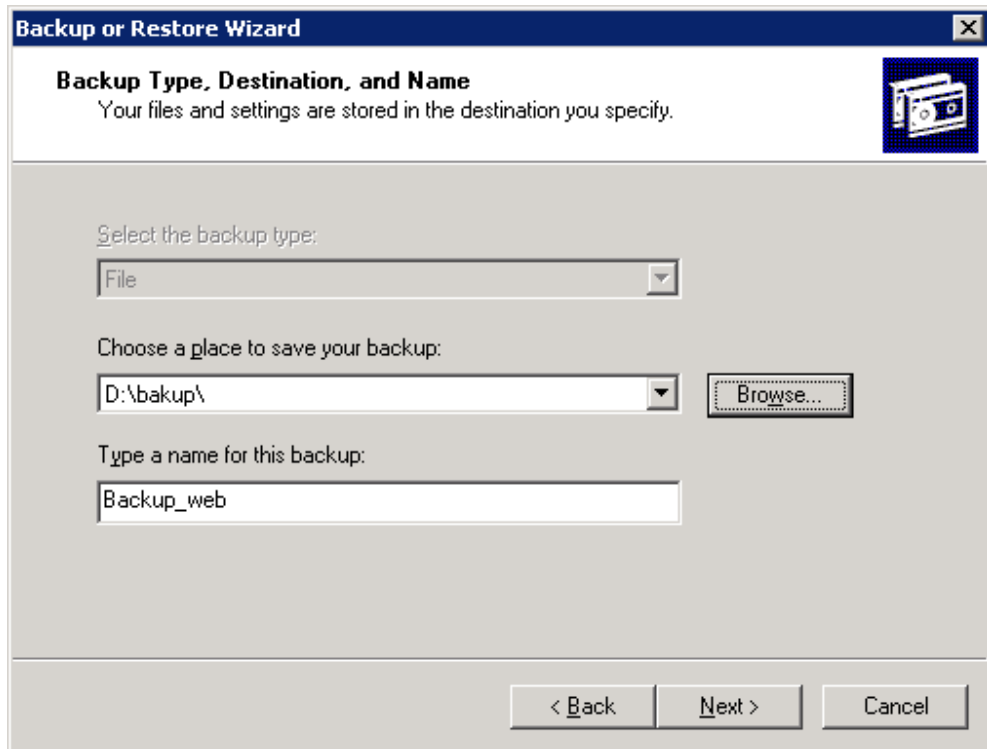 Backup or Restore Wizard
Backup Type, Destination, and Name
Your files and settings are stored in the destination you specify.
Select the backup type:
File
Choose a place to save your backup:
D:\bakup\
Browse...
Type a name for this backup:
Backup_web
< Back
Next >
Cancel